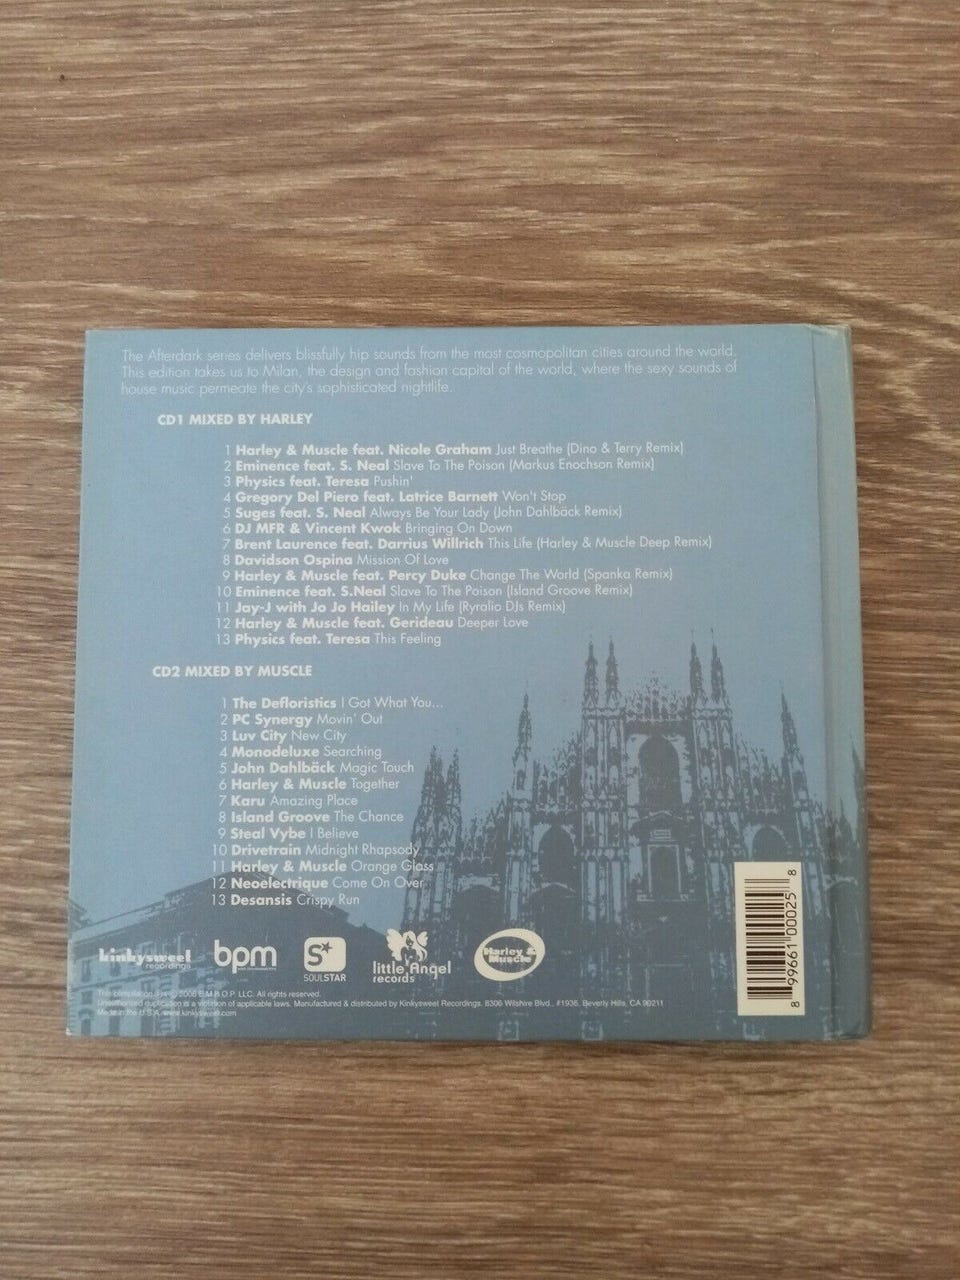 The Afterdark series delivers blissfully hip sounds from the most cosmopolitan cities around the world.
This edition takes us to Milan, the design and fashion capital of the world, where the sexy sounds of
house music permeate the city's sophisticated nightlife.
CD1 MIXED BY HARLEY
1 Harley & Muscle feat. Nicole Graham Just Breathe (Dino & Terry Remix)
2 Eminence feat. S. Neal Slave To The Poison (Markus Enochson Remix)
3 Physics feat. Teresa Pushin'
4 Gregory Del Piero feat. Latrice Barnett Won't Stop
5 Suges feat. S. Neal Always Be Your Lady (John Dahlbäck Remix)
6 DJ MFR & Vincent Kwok Bringing On Down
7 Brent Laurence feat. Darrius Willrich This Life (Harley & Muscle Deep Remix)
8 Davidson Ospina Mission Of Love
9 Harley & Muscle feat. Percy Duke Change The World (Spanka Remix)
10 Eminence feat. S.Neal Slave To The Poison (Island Groove Remix)
11 Jay-J with Jo Jo Hailey In My Life (Ryralio DJs Remix)
12 Harley & Muscle feat. Gerideau Deeper Love
13 Physics feat. Teresa This Feeling
CD2 MIXED BY MUSCLE
1 The Defloristics I Got What You...
2 PC Synergy Movin' Out
3 Luv City New City
4 Monodeluxe Searching
5 John Dahlbäck Magic Touch
6 Harley & Muscle Together
7 Karu Amazing Place
8 Island Groove The Chance
9 Steal Vybe I Believe
10 Drivetrain Midnight Rhapsody
11 Harley & Muscle Orange Glass
12 Neoelectrique Come On Over
13 Desansis Crispy Run
kinkysweet
recordings
bpm
S
SOULSTAR
little Angel
records
Harley &
Muscle
This compilation ℗ + © 2006 E.M.R.O.P. LLC. All rights reserved.
Unauthorised duplication is a violation of applicable laws. Manufactured & distributed by Kinkysweet Recordings. 8306 Wilshire Blvd., #1936. Beverly Hills, CA 90211
Made in the U.S.A. www.kinkysweet.com
8 99661 00025 8